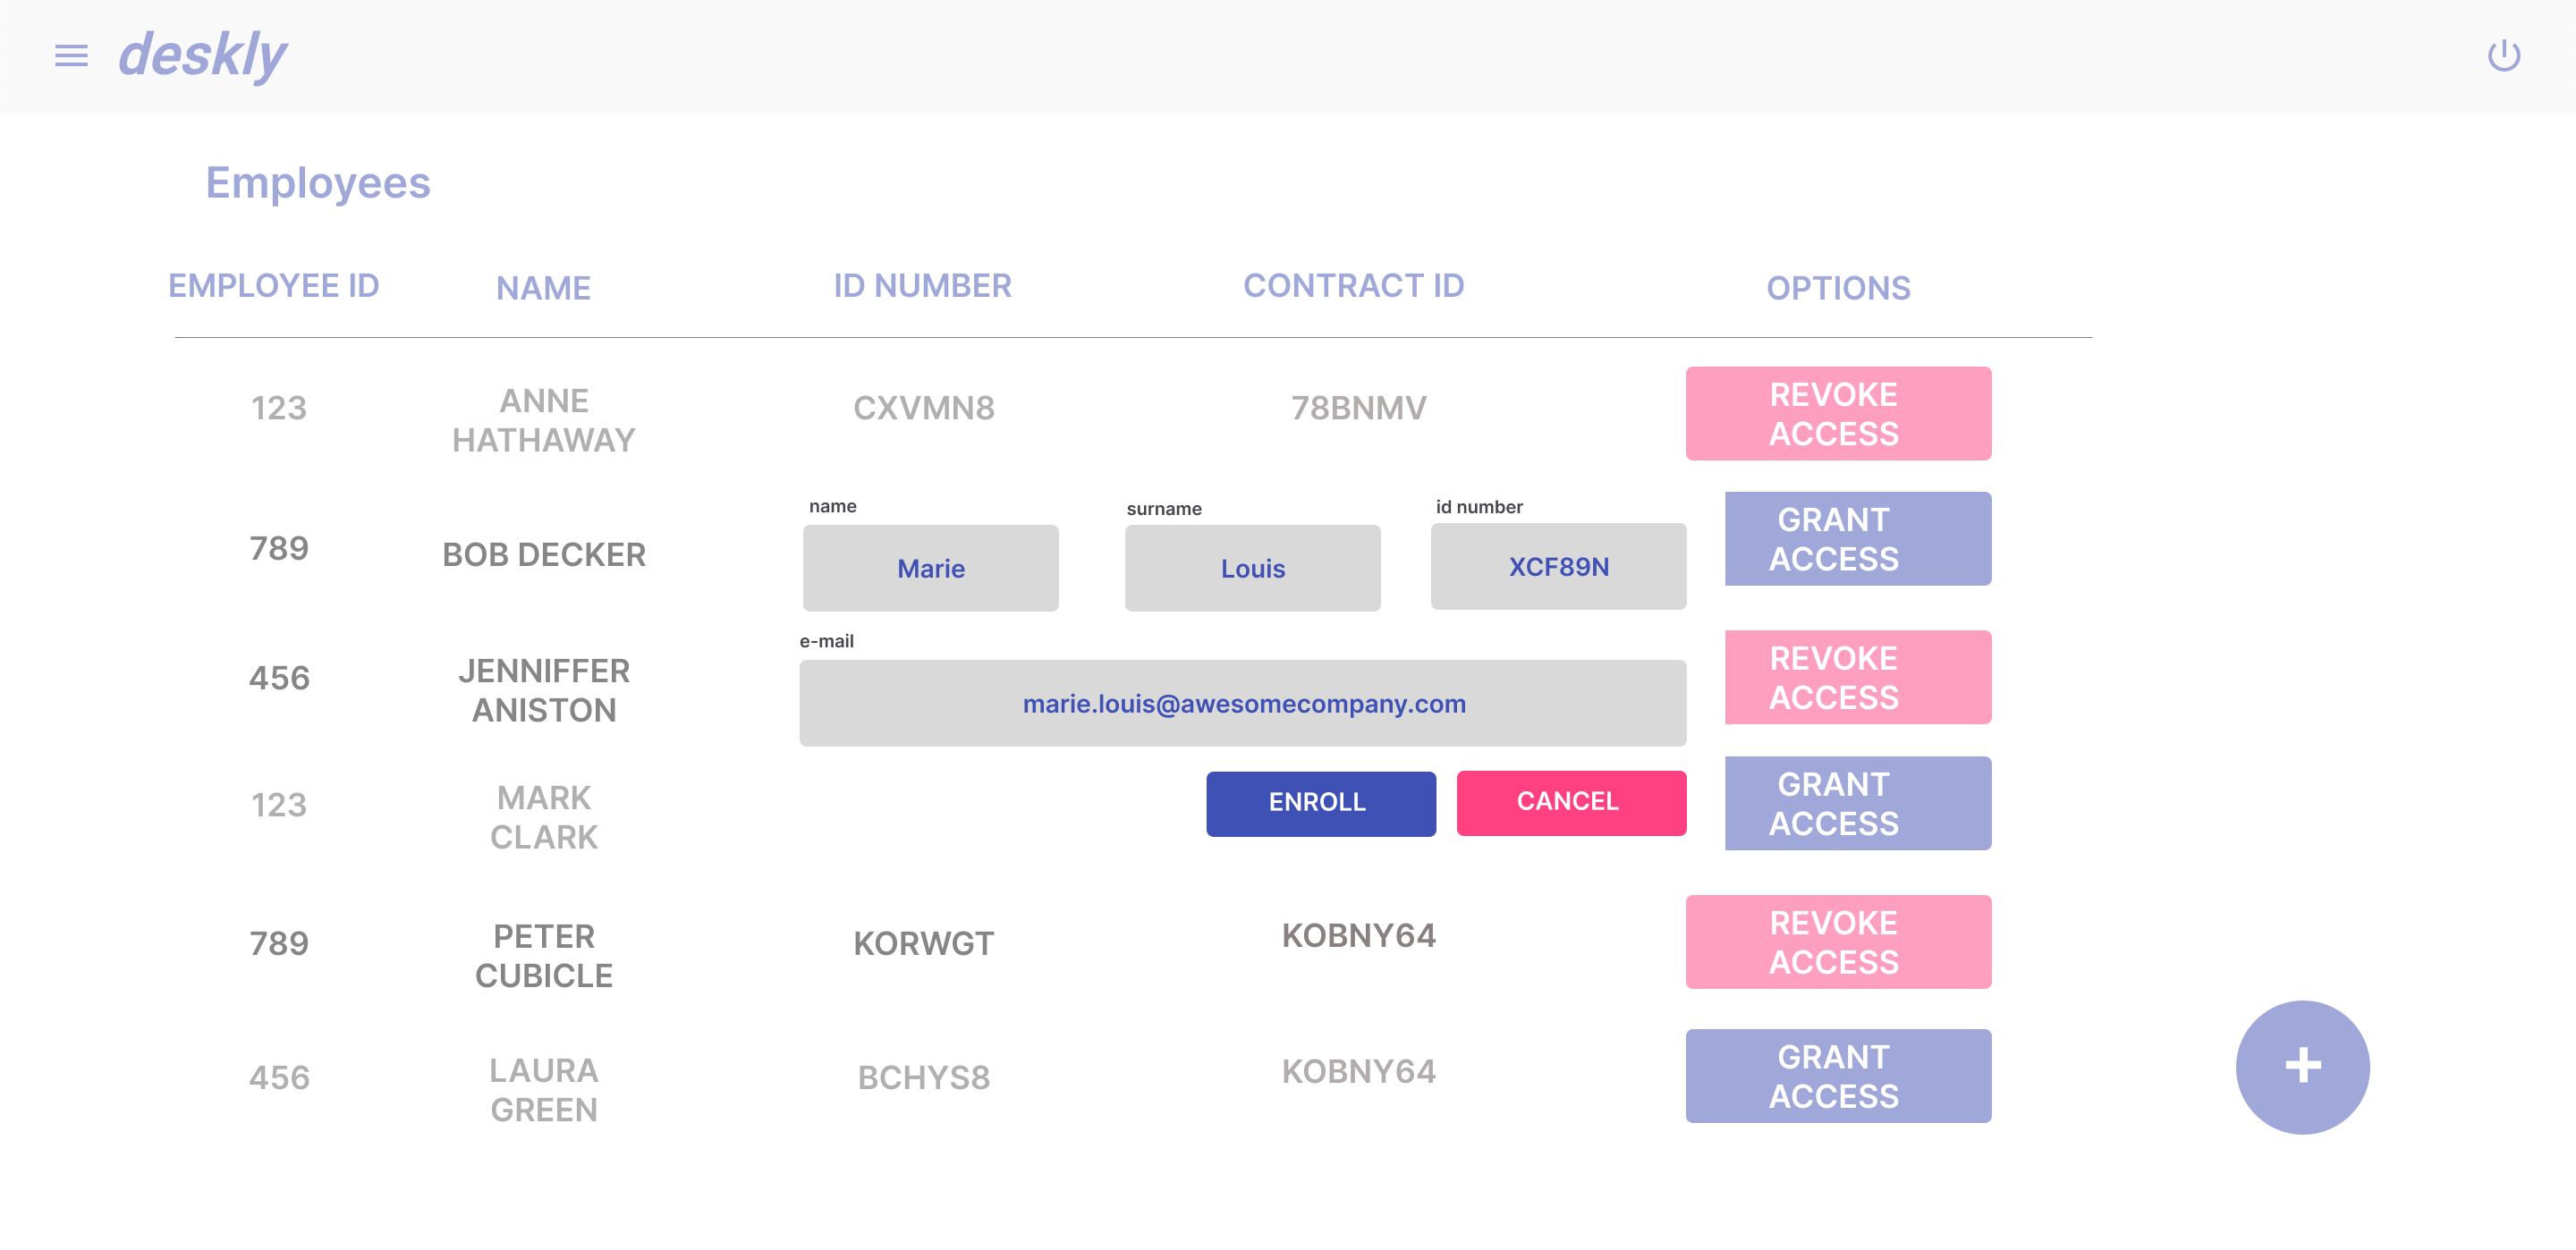 deskly
Employees
EMPLOYEE ID NAME ID NUMBER CONTRACT ID OPTIONS
123 ANNE HATHAWAY CXVMN8 78BNMV REVOKE ACCESS
name surname id number
789 BOB DECKER Marie Louis XCF89N GRANT ACCESS
e-mail
456 JENNIFFER ANISTON marie.louis@awesomecompany.com REVOKE ACCESS
123 MARK CLARK ENROLL CANCEL GRANT ACCESS
789 PETER CUBICLE KORWGT KOBNY64 REVOKE ACCESS
456 LAURA GREEN BCHYS8 KOBNY64 GRANT ACCESS
+